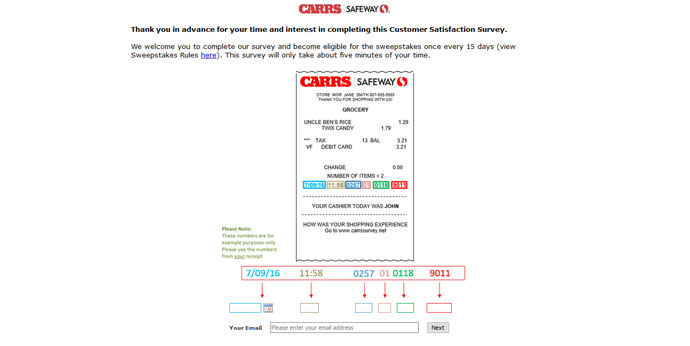 CARRS SAFEWAY
Thank you in advance for your time and interest in completing this Customer Satisfaction Survey.
We welcome you to complete our survey and become eligible for the sweepstakes once every 15 days (view
Sweepstakes Rules here). This survey will only take about five minutes of your time.
CARRS SAFEWAY
STORE MGR JANE SMITH 907-555-5555
THANK YOU FOR SHOPPING WITH US!
GROCERY
UNCLE BEN'S RICE 1.29
TWIX CANDY 1.79
*** TAX .13 BAL 3.21
VF DEBIT CARD 3.21
CHANGE 0.00
NUMBER OF ITEMS = 2
7/09/16 11:58 0257 01 0118 9011
YOUR CASHIER TODAY WAS JOHN
HOW WAS YOUR SHOPPING EXPERIENCE
Go to www.carrssurvey.net
Please Note:
These numbers are for
example purposes only.
Please use the numbers
from your receipt
7/09/16 11:58 0257 01 0118 9011
Your Email Please enter your email address Next